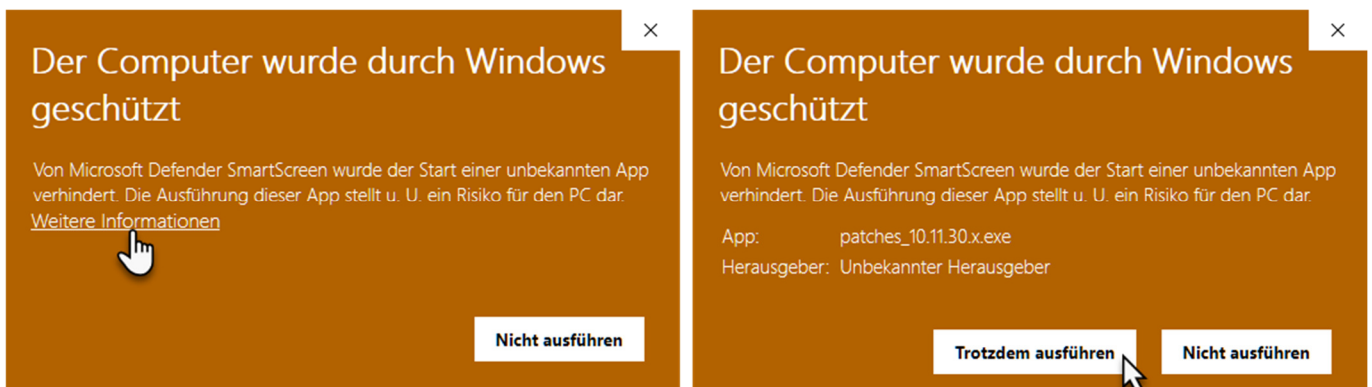 Der Computer wurde durch Windows
geschützt
Von Microsoft Defender SmartScreen wurde der Start einer unbekannten App
verhindert. Die Ausführung dieser App stellt u. U. ein Risiko für den PC dar.
Weitere Informationen
Nicht ausführen
Der Computer wurde durch Windows
geschützt
Von Microsoft Defender SmartScreen wurde der Start einer unbekannten App
verhindert. Die Ausführung dieser App stellt u. U. ein Risiko für den PC dar.
App: patches_10.11.30.x.exe
Herausgeber: Unbekannter Herausgeber
Trotzdem ausführen Nicht ausführen